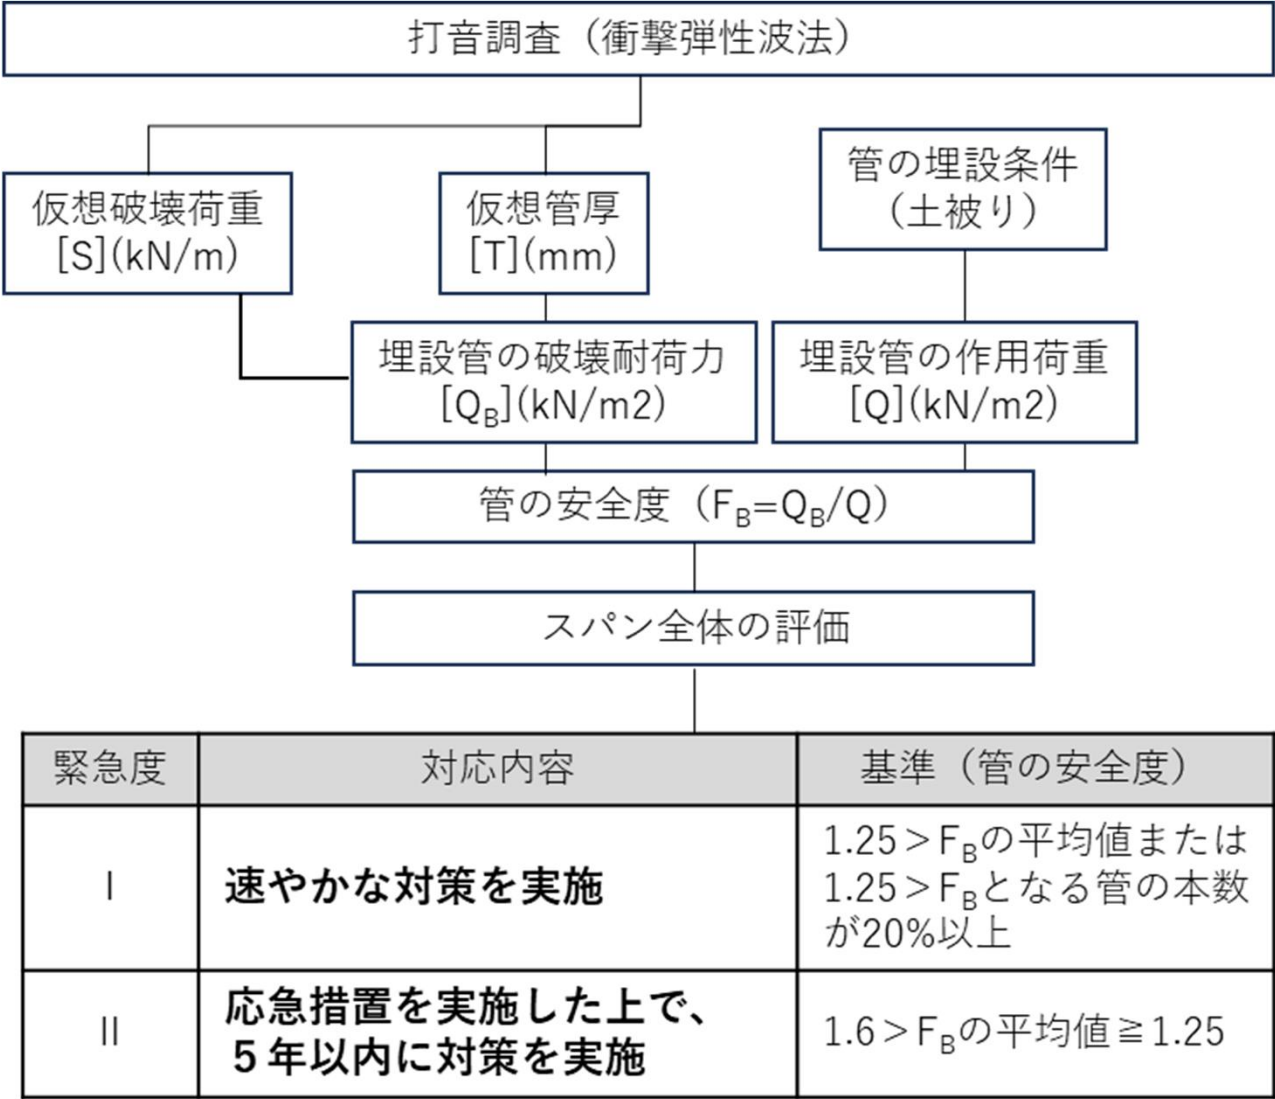 打音調査（衝撃弾性波法）
仮想破壊荷重
[S](kN/m)
仮想管厚
[T](mm)
管の埋設条件
（土被り）
埋設管の破壊耐荷力
[QB](kN/m2)
埋設管の作用荷重
[Q](kN/m2)
管の安全度（FB=QB/Q）
スパン全体の評価
緊急度
対応内容
基準（管の安全度）
Ⅰ
速やかな対策を実施
1.25＞FBの平均値または
1.25＞FBとなる管の本数
が20%以上
Ⅱ
応急措置を実施した上で、
５年以内に対策を実施
1.6＞FBの平均値≧1.25